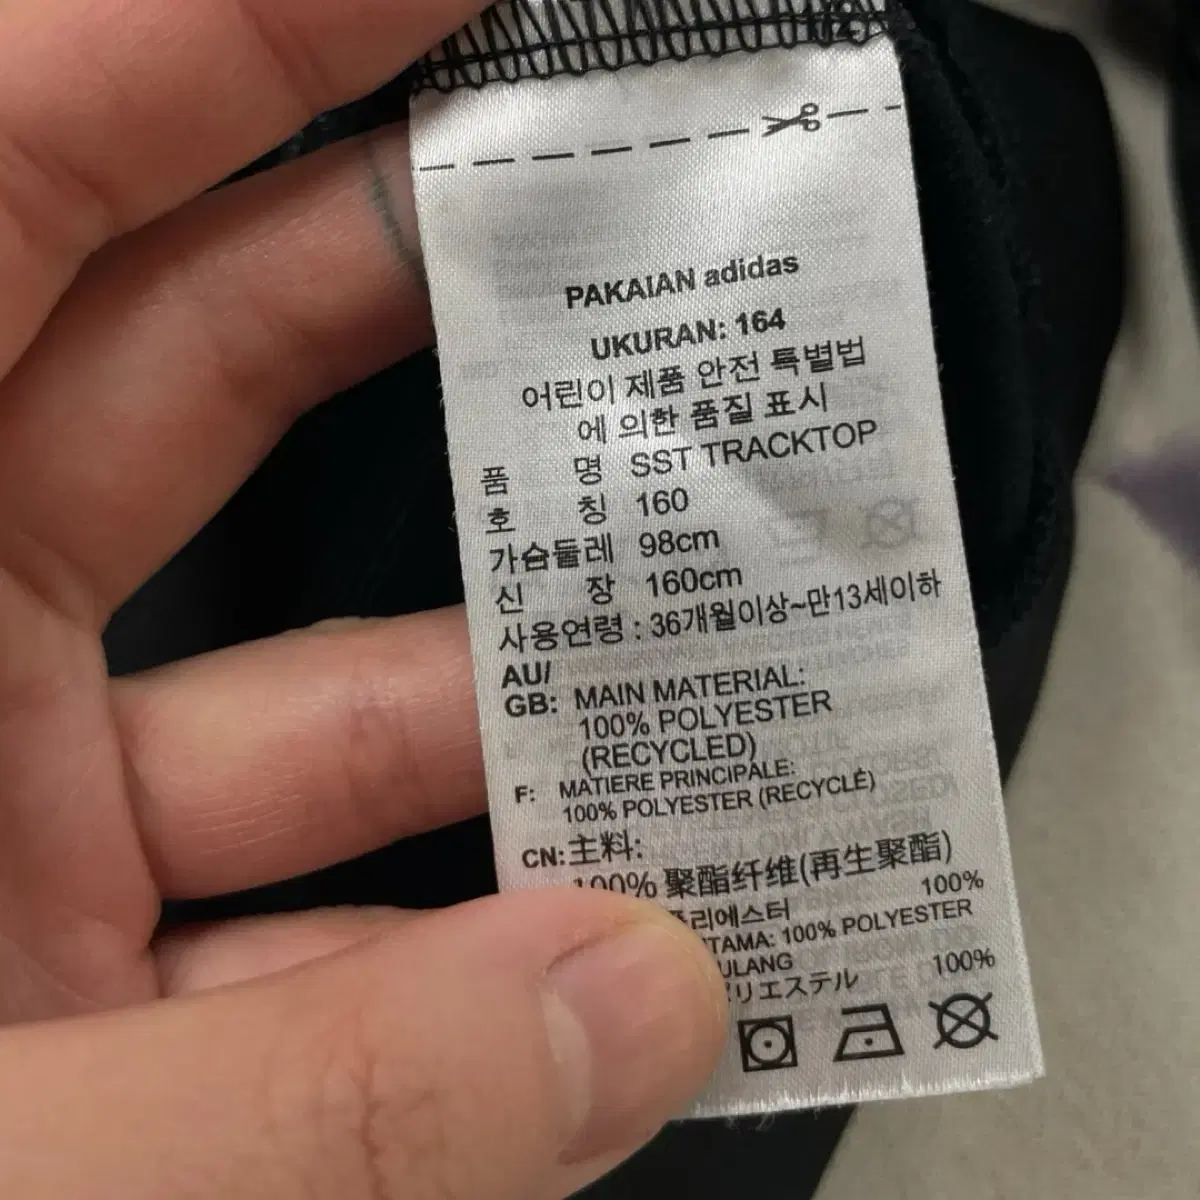 PAKAIAN adidas
UKURAN: 164
어린이 제품 안전 특별법
에 의한 품질 표시
품 명 SST TRACKTOP
호 칭 160
가슴둘레 98cm
신 장 160cm
사용연령 : 36개월이상~만13세이하
AU/
GB: MAIN MATERIAL:
100% POLYESTER
(RECYCLED)
F: MATIERE PRINCIPALE:
100% POLYESTER (RECYCLÉ)
CN: 主料:
100% 聚酯纤维(再生聚酯)
100%
100% POLYESTER
100%